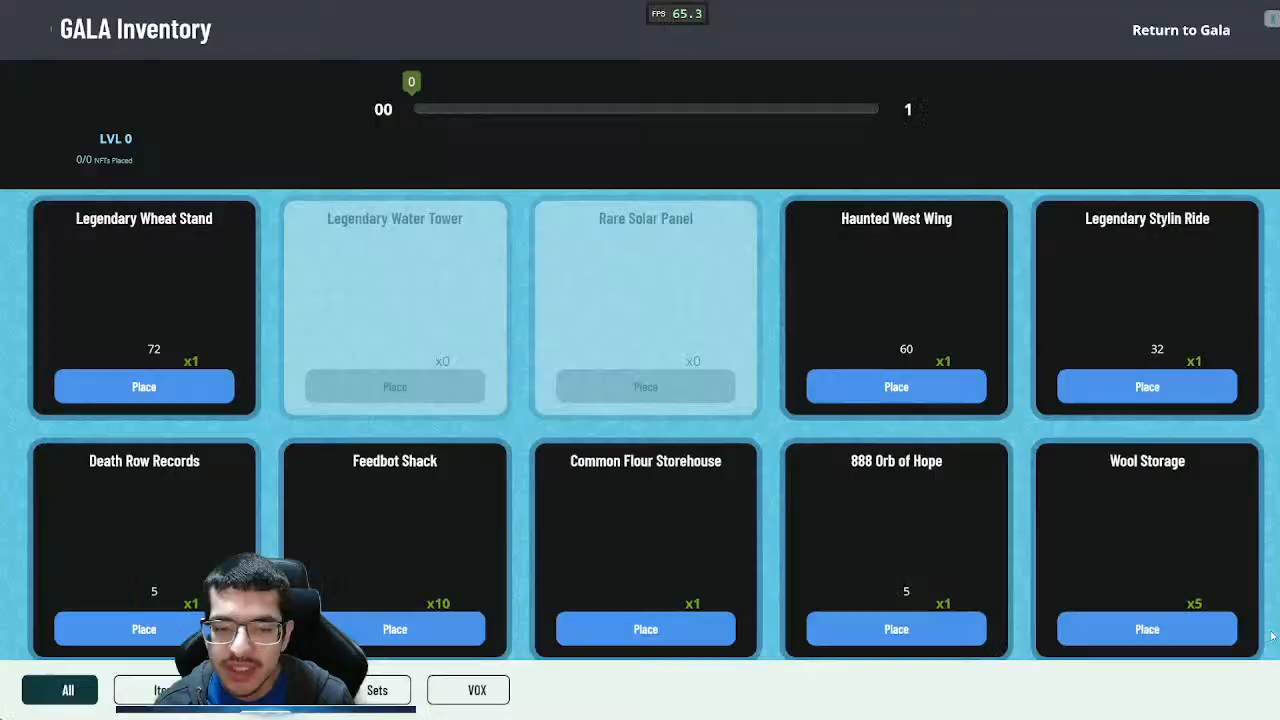 FPS 65.3
GALA Inventory
Return to Gala
0
00
1
LVL 0
0/0 NFTs Placed
Legendary Wheat Stand
Legendary Water Tower
Rare Solar Panel
Haunted West Wing
Legendary Stylin Ride
72
x1
x0
x0
60
x1
32
x1
Place
Place
Place
Place
Place
Death Row Records
Feedbot Shack
Common Flour Storehouse
888 Orb of Hope
Wool Storage
5
x1
x10
x1
5
x1
x5
Place
Place
Place
Place
Place
All
Sets
VOX